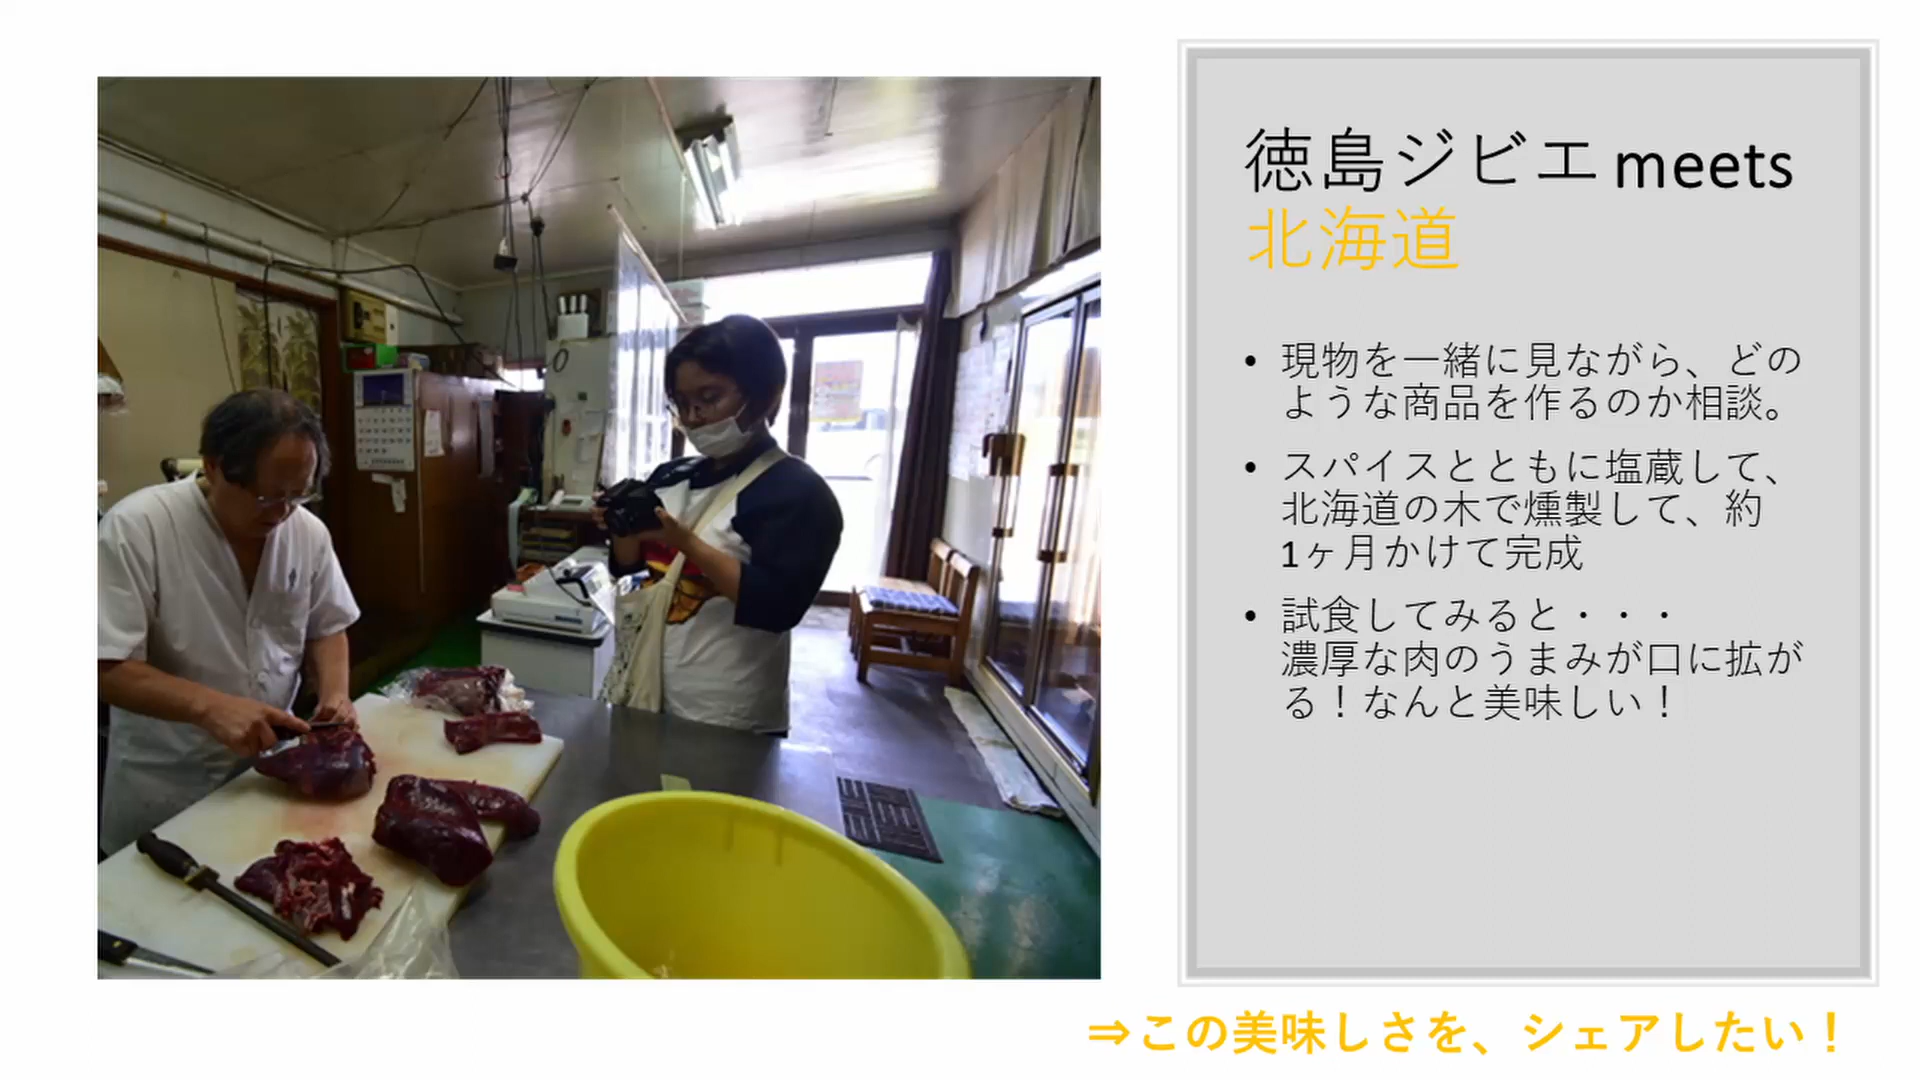 徳島ジビエmeets
北海道
• 現物を一緒に見ながら、どの
ような商品を作るのか相談。
• スパイスとともに塩蔵して、
北海道の木で燻製して、約
1ヶ月かけて完成
• 試食してみると・・・
濃厚な肉のうまみが口に拡が
る！なんと美味しい！
⇒この美味しさを、シェアしたい！